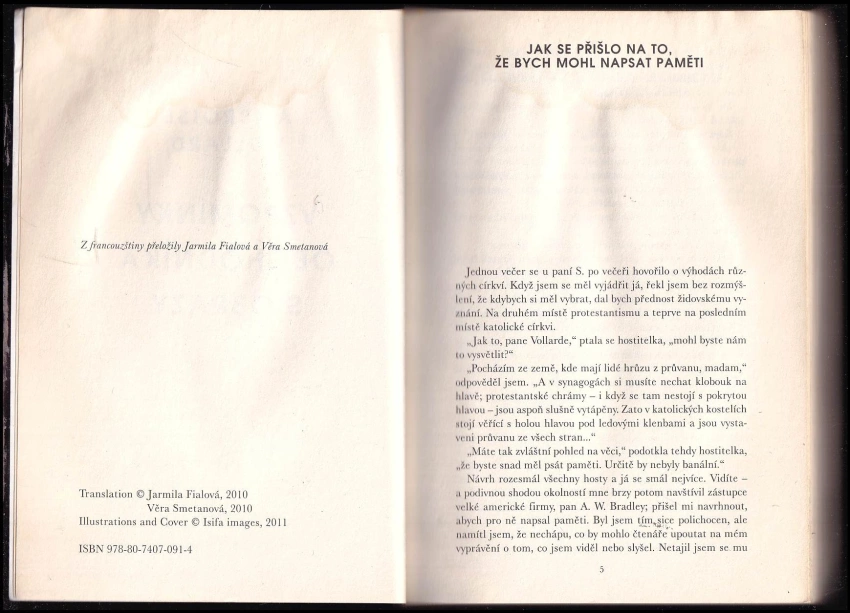 Z francouzštiny přeložily Jarmila Fialová a Věra Smetanová
Translation © Jarmila Fialová, 2010
Věra Smetanová, 2010
Illustrations and Cover © Isifa images, 2011
ISBN 978-80-7407-091-4
JAK SE PŘIŠLO NA TO,
ŽE BYCH MOHL NAPSAT PAMĚTI
Jednou večer se u paní S. po večeři hovořilo o výhodách růz-
ných církví. Když jsem se měl vyjádřit já, řekl jsem bez rozmýš-
lení, že kdybych si měl vybrat, dal bych přednost židovskému vy-
znání. Na druhém místě protestantismu a teprve na posledním
místě katolické církvi.
„Jak to, pane Vollarde,“ ptala se hostitelka, „mohl byste nám
to vysvětlit?“
„Pocházím ze země, kde mají lidé hrůzu z průvanu, madam,“
odpověděl jsem. „A v synagogách si musíte nechat klobouk na
hlavě; protestantské chrámy – i když se tam nestojí s pokrytou
hlavou – jsou aspoň slušně vytápěny. Zato v katolických kostelích
stojí věřící s holou hlavou pod ledovými klenbami a jsou vysta-
veni průvanu ze všech stran...“
„Máte tak zvláštní pohled na věci,“ podotkla tehdy hostitelka,
„že byste snad měl psát paměti. Určitě by nebyly banální.“
Návrh rozesmál všechny hosty a já se smál nejvíce. Vidíte –
a podivnou shodou okolností mne brzy potom navštívil zástupce
velké americké firmy, pan A. W. Bradley; přišel mi navrhnout,
abych pro ně napsal paměti. Byl jsem tím sice polichocen, ale
namítl jsem, že nechápu, co by mohlo čtenáře upoutat na mém
vyprávění o tom, co jsem viděl nebo slyšel. Netajil jsem se mu
5